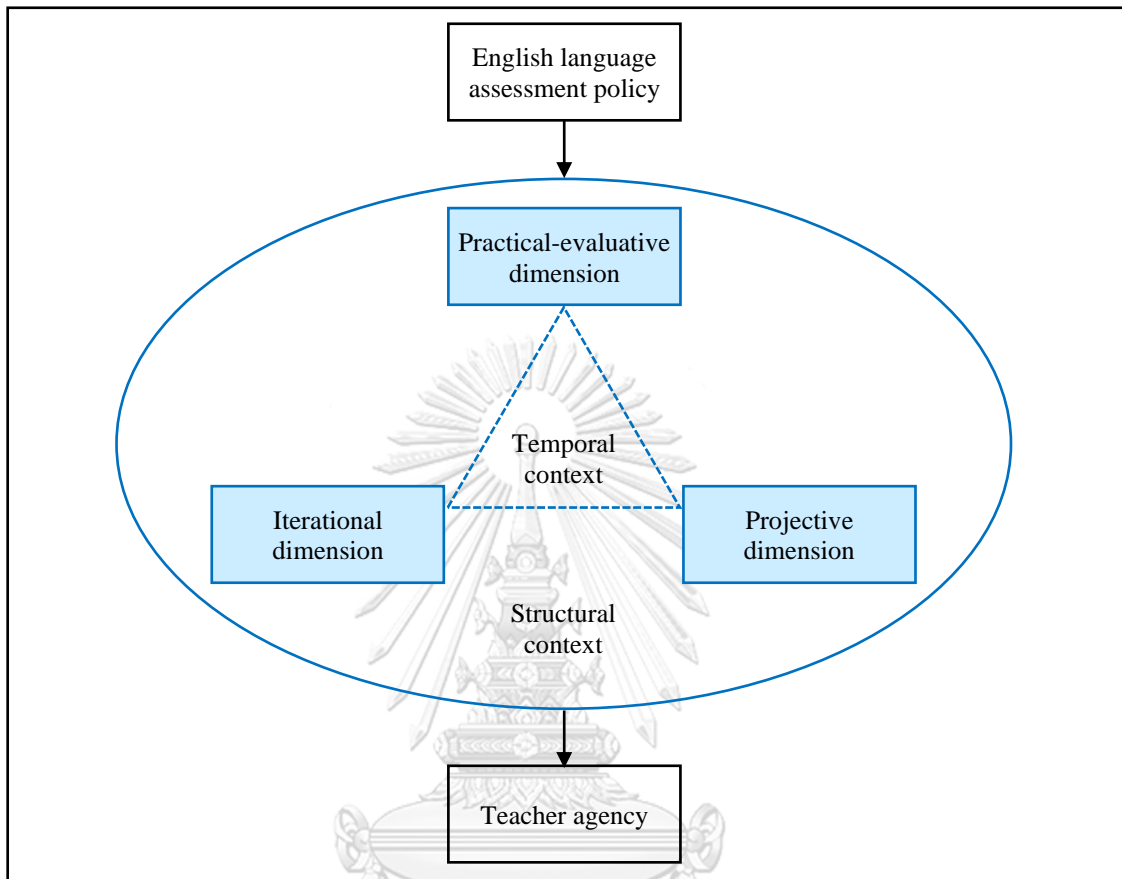 English language
assessment policy
Practical-evaluative
dimension
Temporal
context
Iterational
dimension
Projective
dimension
Structural
context
Teacher agency